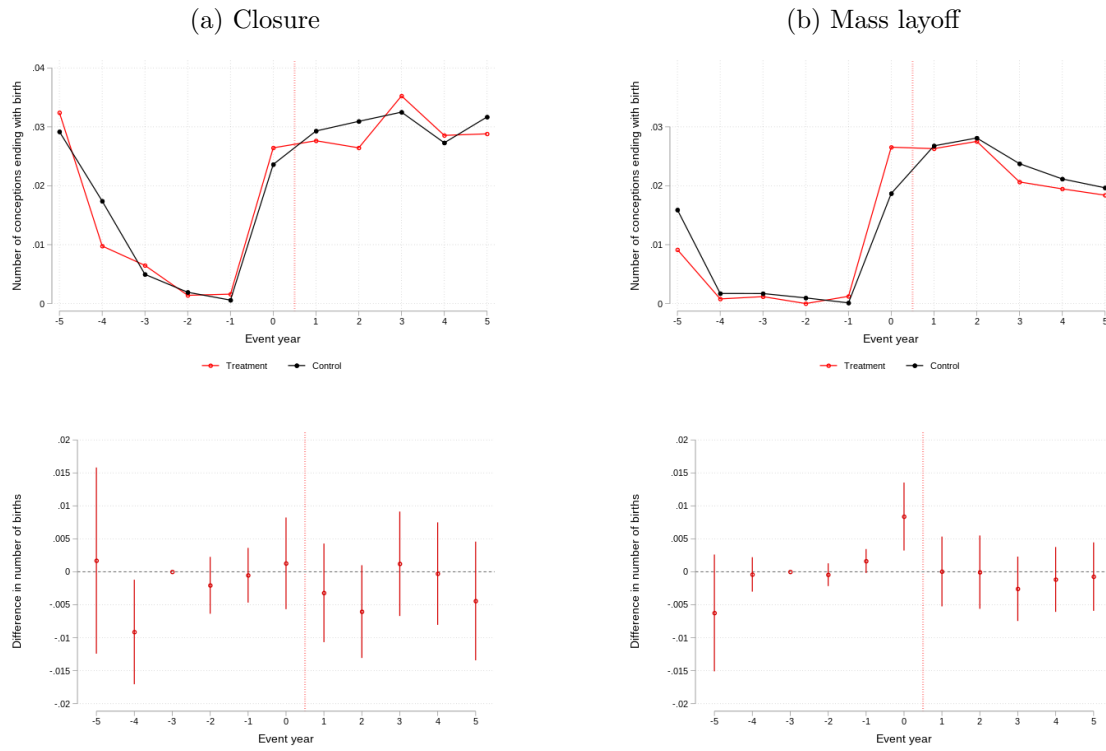 (a) Closure
Number of conceptions ending with birth
.04
.03
.02
.01
0
-5 -4 -3 -2 -1 0 1 2 3 4 5
Event year
Treatment Control
(b) Mass layoff
Number of conceptions ending with birth
.03
.02
.01
0
-5 -4 -3 -2 -1 0 1 2 3 4 5
Event year
Treatment Control
Difference in number of births
.02
.015
.01
.005
0
-.005
-.01
-.015
-.02
-5 -4 -3 -2 -1 0 1 2 3 4 5
Event year
Difference in number of births
.02
.015
.01
.005
0
-.005
-.01
-.015
-.02
-5 -4 -3 -2 -1 0 1 2 3 4 5
Event year